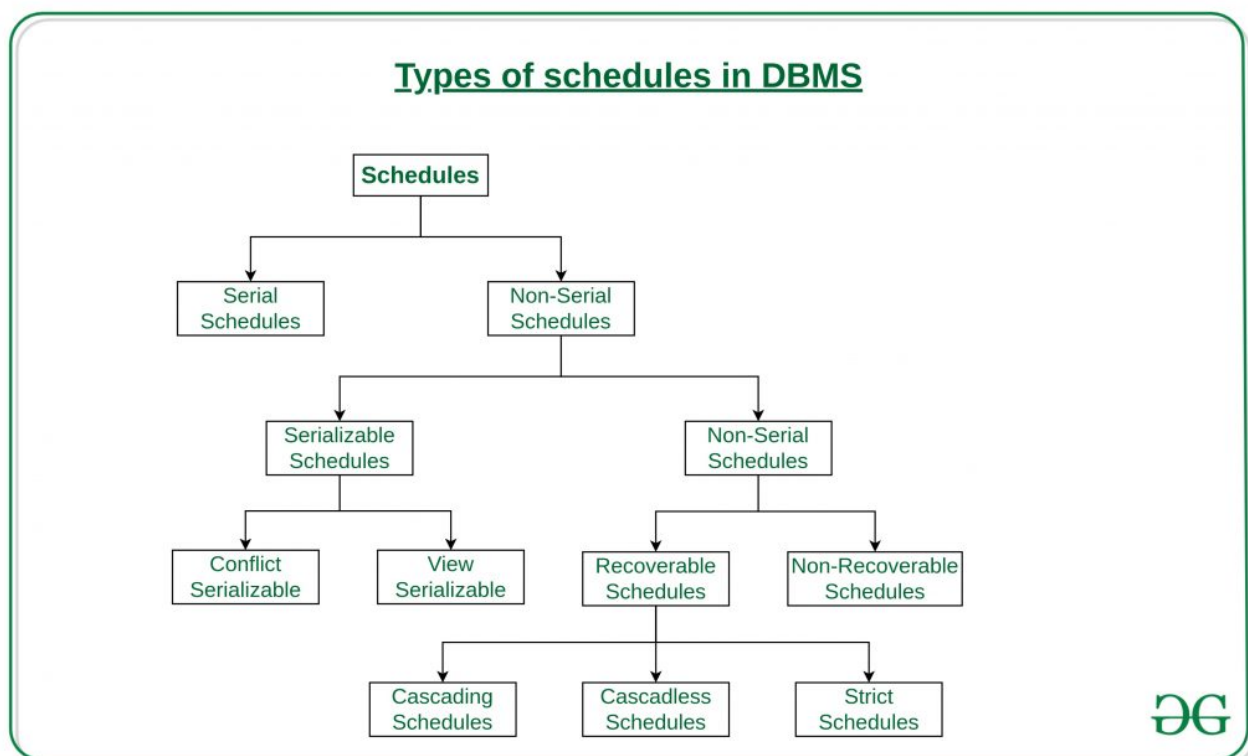 Types of schedules in DBMS
Schedules
Serial
Schedules
Non-Serial
Schedules
Serializable
Schedules
Non-Serial
Schedules
Conflict
Serializable
View
Serializable
Recoverable
Schedules
Non-Recoverable
Schedules
Cascading
Schedules
Cascadless
Schedules
Strict
Schedules